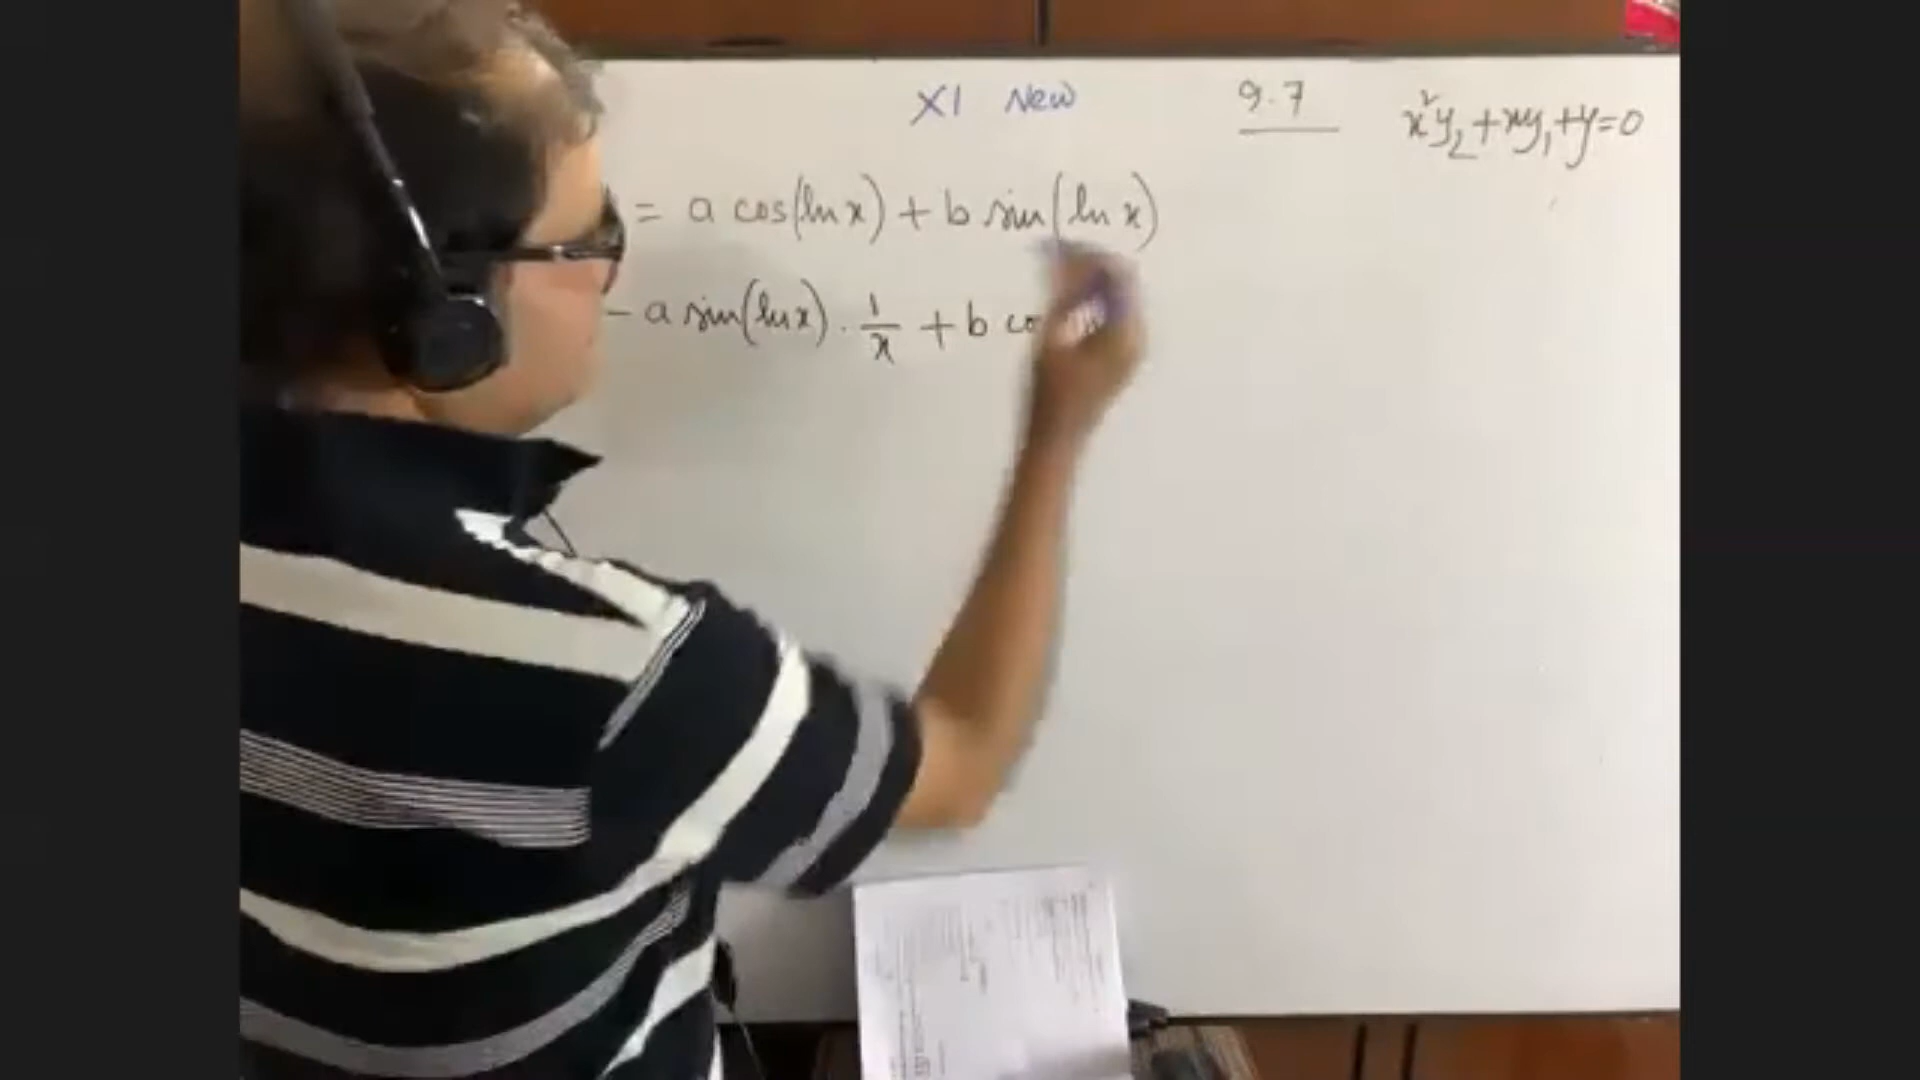 XI New
9.7
x²y₂+xy₁+y=0
= a cos(ln x) + b sin(ln x)
- a sin(ln x) . 1/x + b co